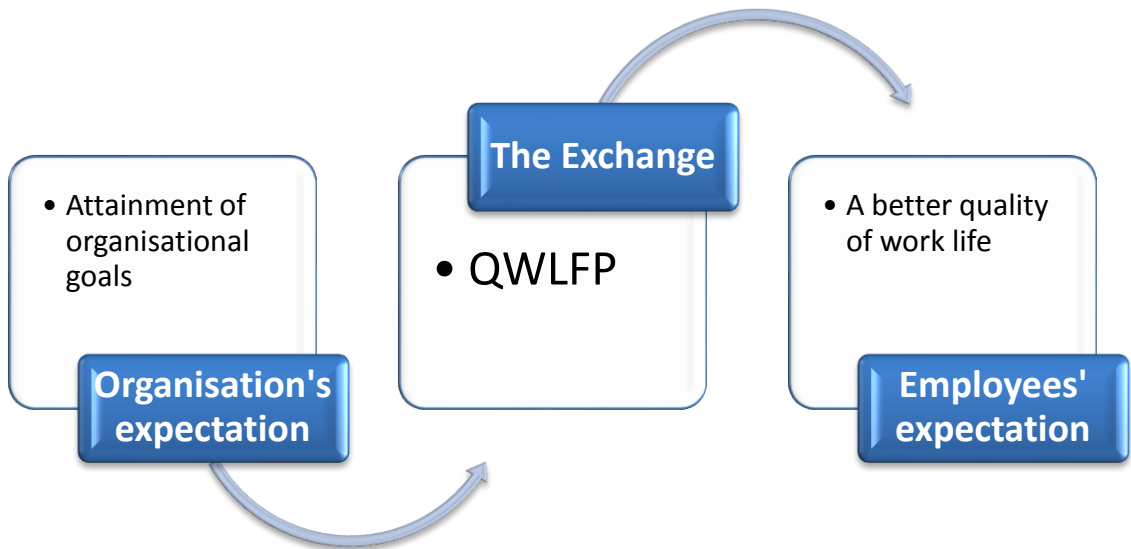 • Attainment of
organisational
goals
Organisation's
expectation
The Exchange
• QWLFP
• A better quality
of work life
Employees'
expectation